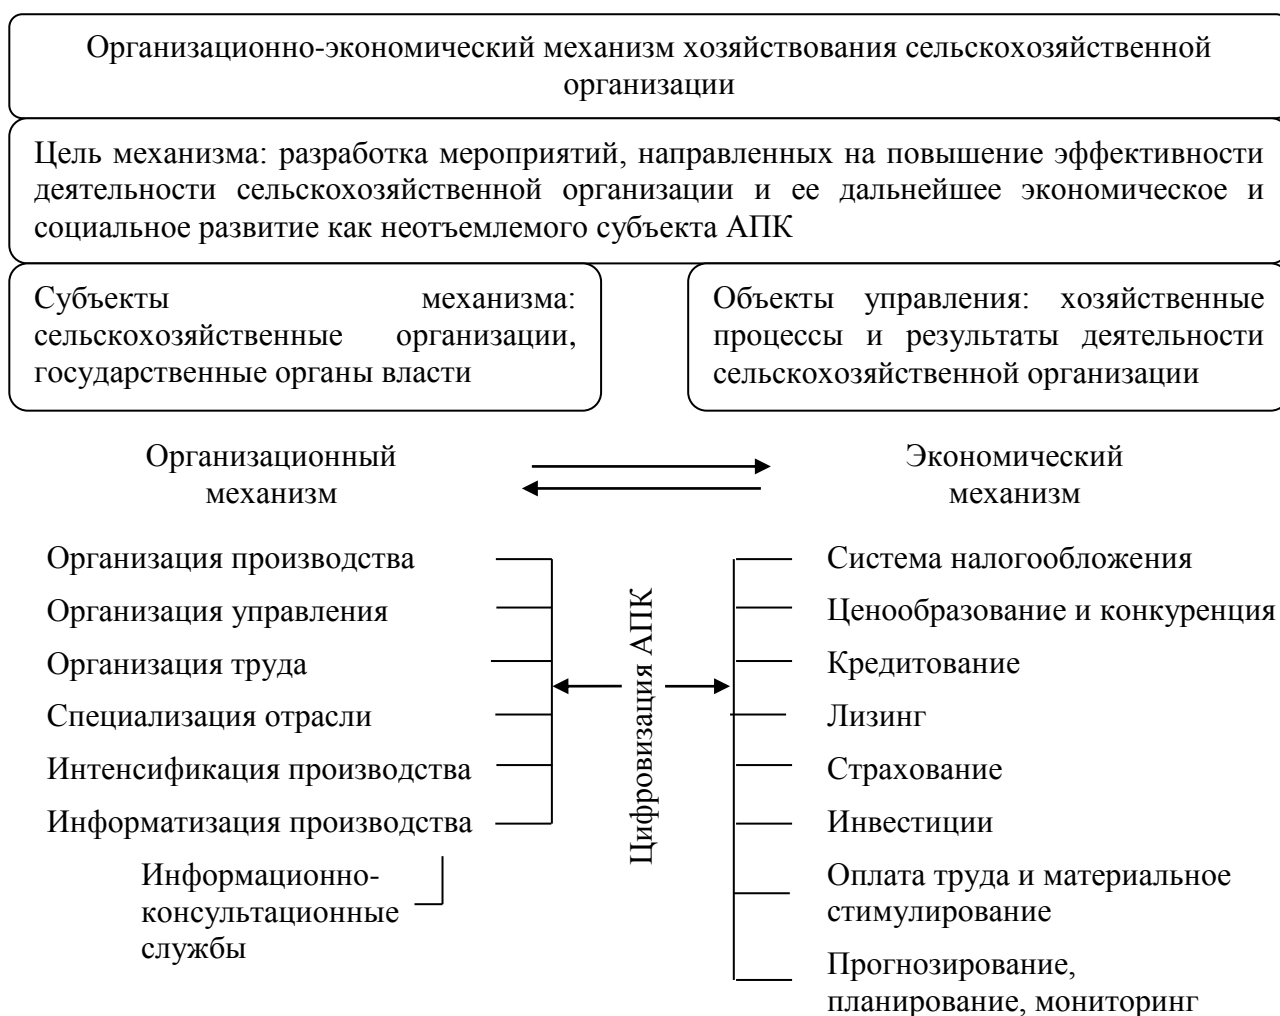 Организационно-экономический механизм хозяйствования сельскохозяйственной
организации
Цель механизма: разработка мероприятий, направленных на повышение эффективности
деятельности сельскохозяйственной организации и ее дальнейшее экономическое и
социальное развитие как неотъемлемого субъекта АПК
Субъекты механизма:
сельскохозяйственные организации,
государственные органы власти
Объекты управления: хозяйственные
процессы и результаты деятельности
сельскохозяйственной организации
Организационный
механизм
Экономический
механизм
Организация производства
Организация управления
Организация труда
Специализация отрасли
Интенсификация производства
Информатизация производства
Информационно-
консультационные
службы
Цифровизация АПК
Система налогообложения
Ценообразование и конкуренция
Кредитование
Лизинг
Страхование
Инвестиции
Оплата труда и материальное
стимулирование
Прогнозирование,
планирование, мониторинг